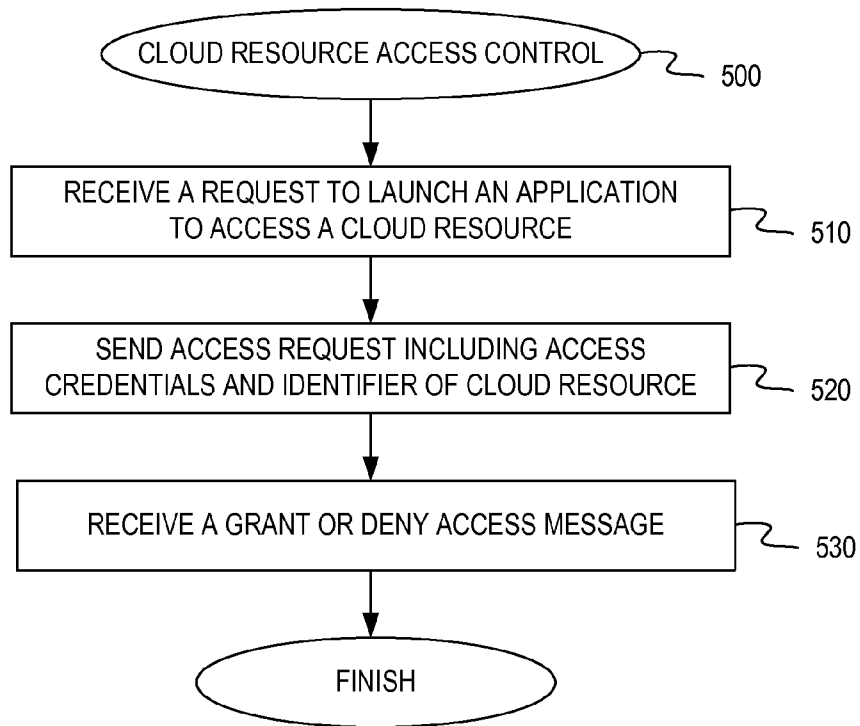 CLOUD RESOURCE ACCESS CONTROL
500
RECEIVE A REQUEST TO LAUNCH AN APPLICATION
TO ACCESS A CLOUD RESOURCE
510
SEND ACCESS REQUEST INCLUDING ACCESS
CREDENTIALS AND IDENTIFIER OF CLOUD RESOURCE
520
RECEIVE A GRANT OR DENY ACCESS MESSAGE
530
FINISH